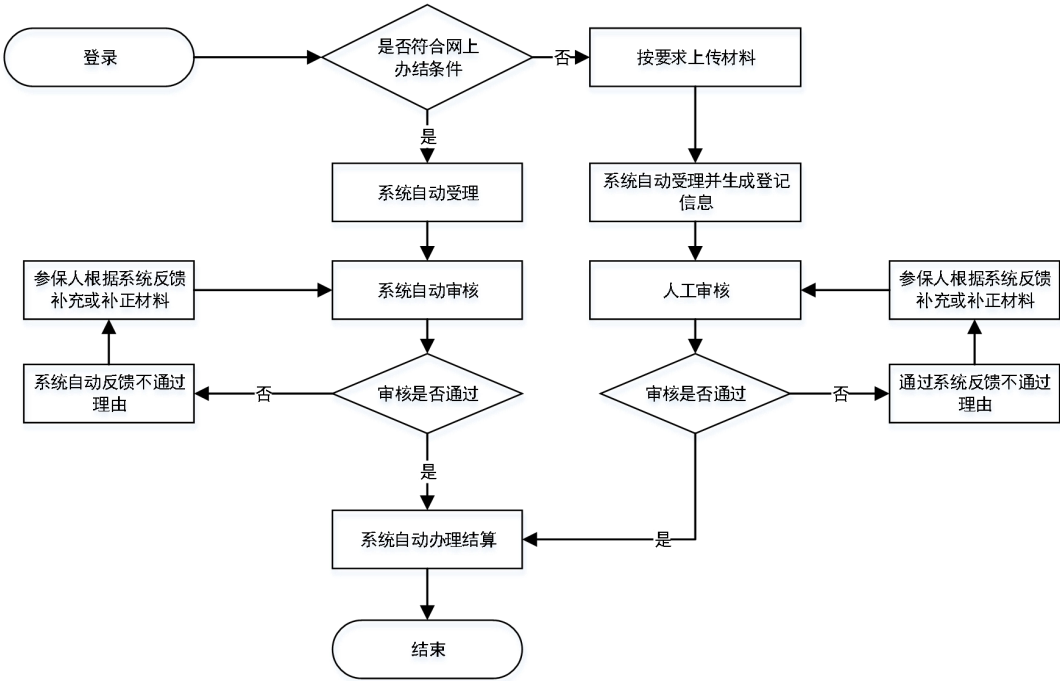 登录
是否符合网上
办结条件
否
按要求上传材料
是
系统自动受理
系统自动受理并生成登记
信息
参保人根据系统反馈
补充或补正材料
系统自动审核
人工审核
参保人根据系统反馈
补充或补正材料
系统自动反馈不通过
理由
否
审核是否通过
审核是否通过
否
通过系统反馈不通过
理由
是
系统自动办理结算
是
结束